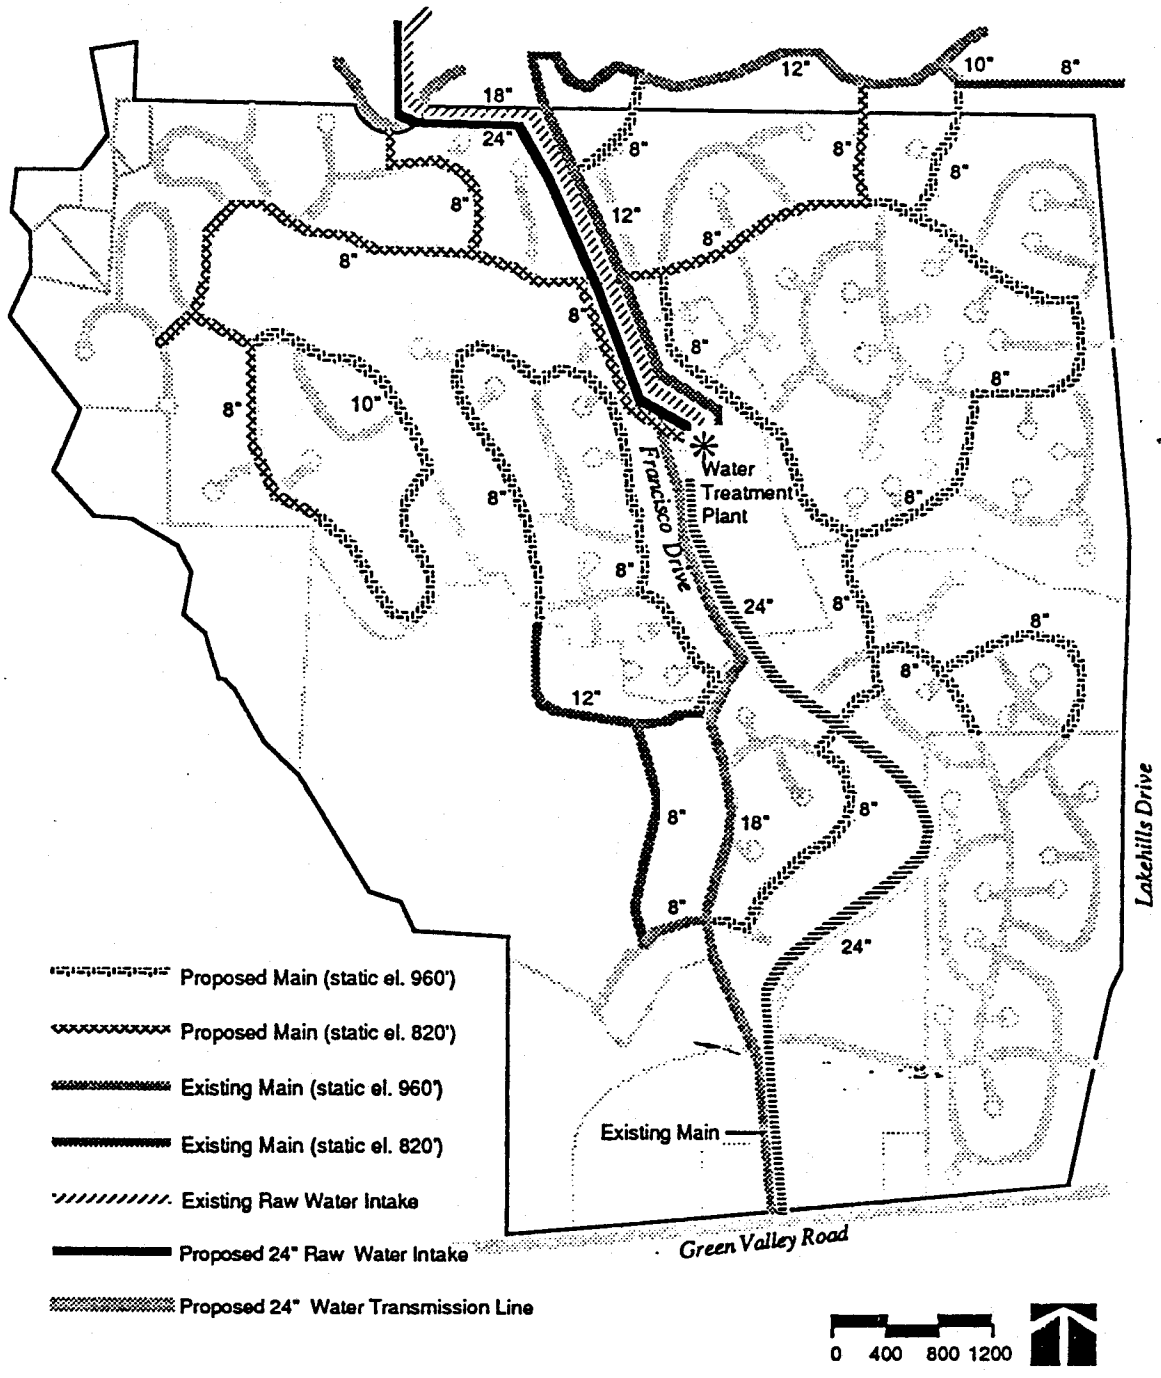 12"
10"
8"
18"
24"
8"
8"
8"
8"
12"
8"
8"
8"
8"
8"
8"
10"
8"
Water
Treatment
Plant
Francisco Drive
8"
8"
8"
24"
8"
8"
8"
12"
8"
18"
8"
8"
24"
Lakehills Drive
Proposed Main (static el. 960')
Proposed Main (static el. 820')
Existing Main (static el. 960')
Existing Main (static el. 820')
Existing Raw Water Intake
Proposed 24" Raw Water Intake
Proposed 24" Water Transmission Line
Existing Main
Green Valley Road
0 400 800 1200